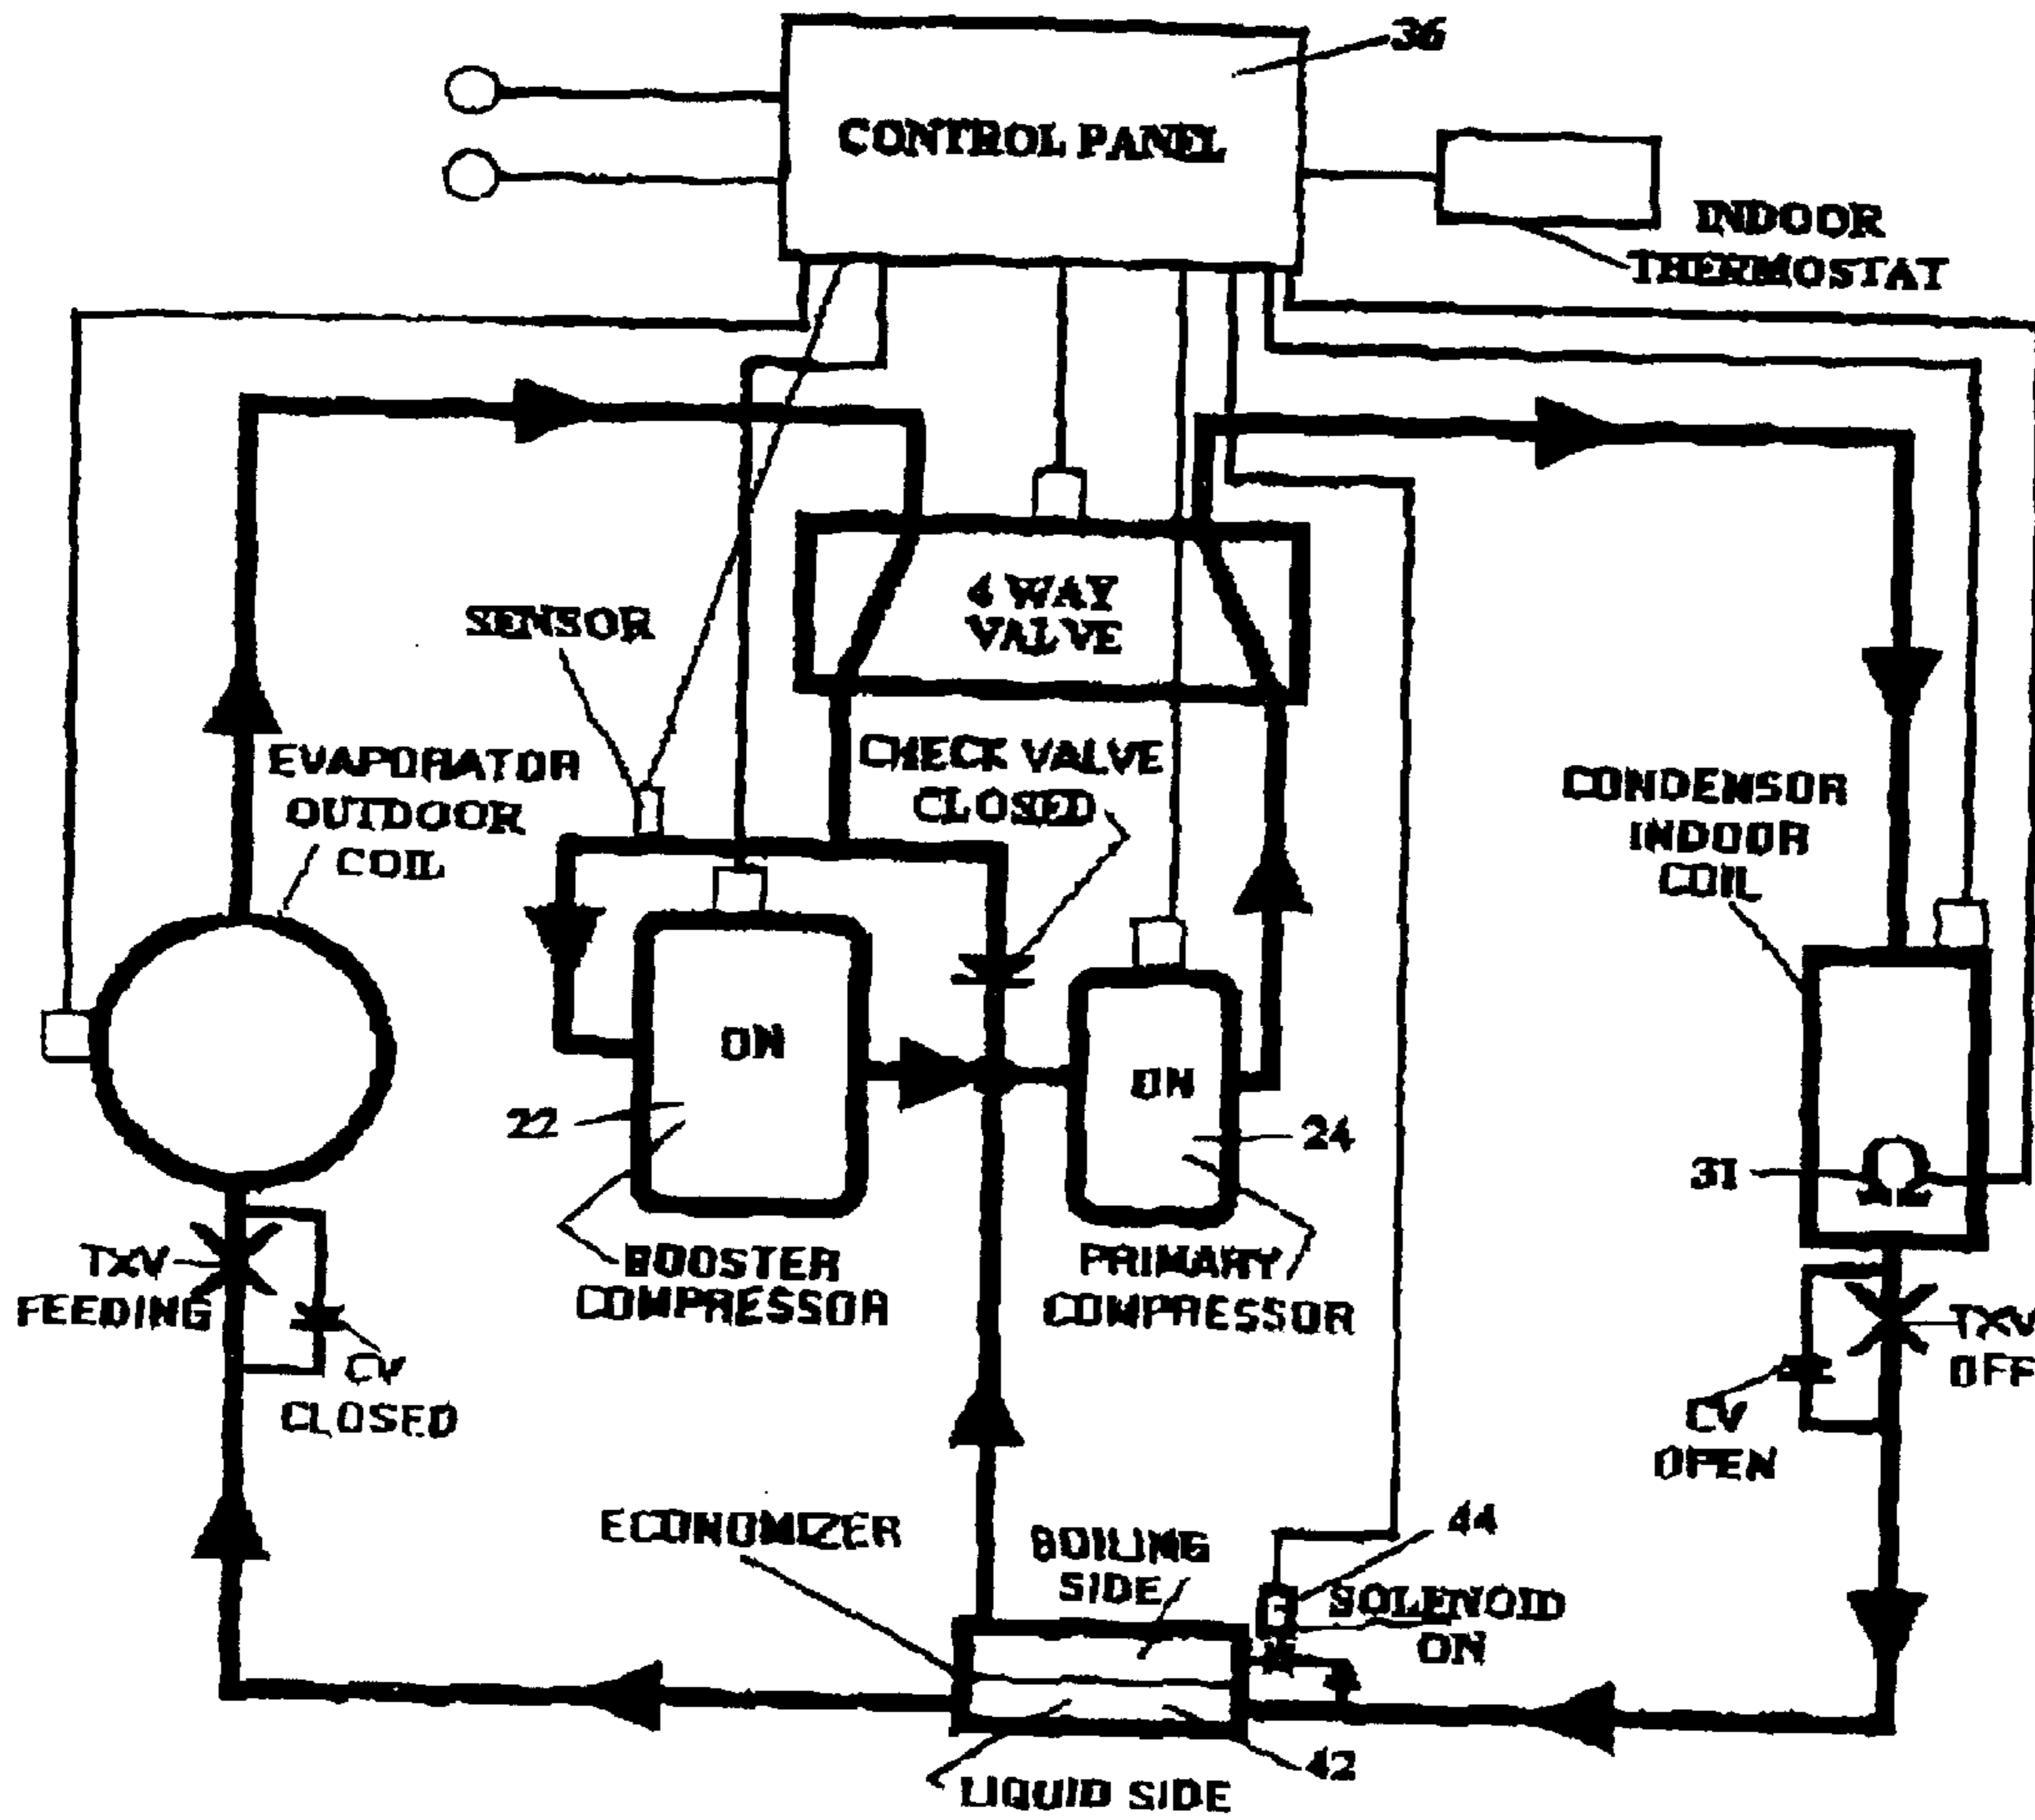 36
CONTROL PANEL
INDOOR
THERMOSTAT
4 WAY
VALVE
SENSOR
CHECK VALVE
CLOSED
EVAPORATOR
OUTDOOR
COIL
CONDENSOR
INDOOR
COIL
ON
ON
22
24
31
BOOSTER
COMPRESSOR
PRIMARY
COMPRESSOR
TXV
FEEDING
CV
CLOSED
TXV
OFF
CV
OPEN
ECONOMIZER
BOILING
SIDE
44
SOLENOID
ON
42
LIQUID SIDE